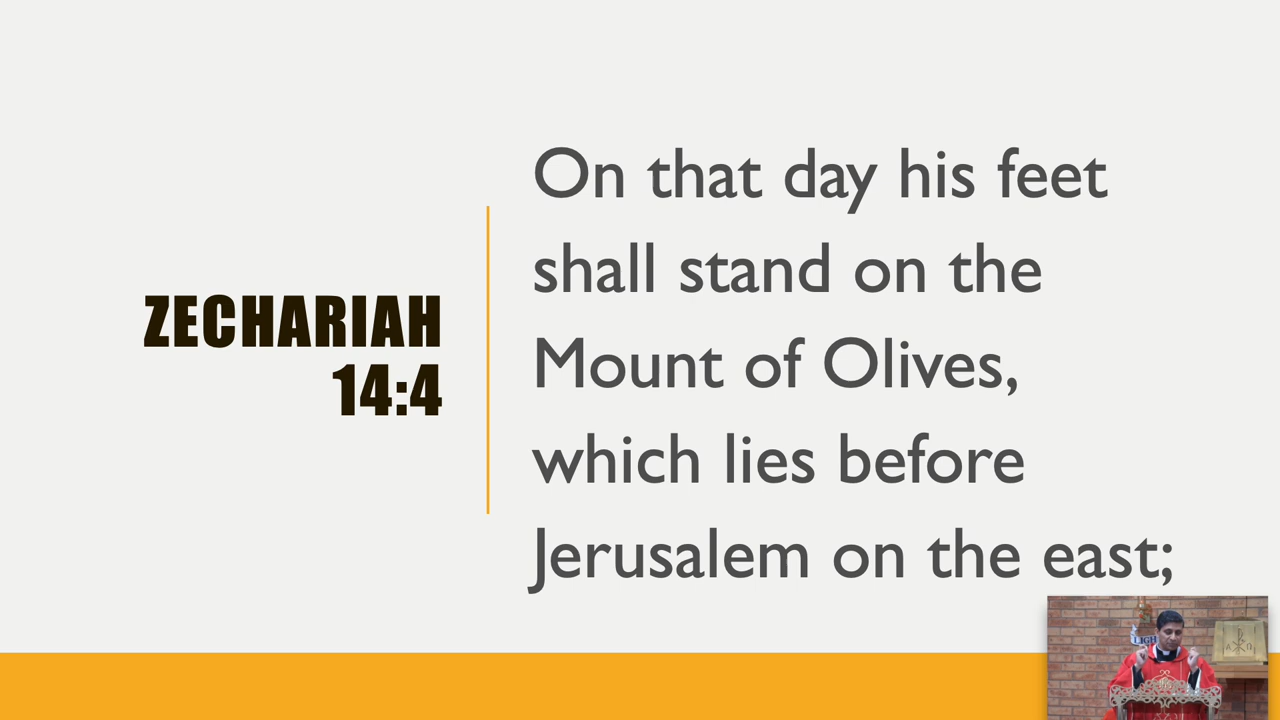 ZECHARIAH
14:4
On that day his feet
shall stand on the
Mount of Olives,
which lies before
Jerusalem on the east;
LIGH
Α Ω